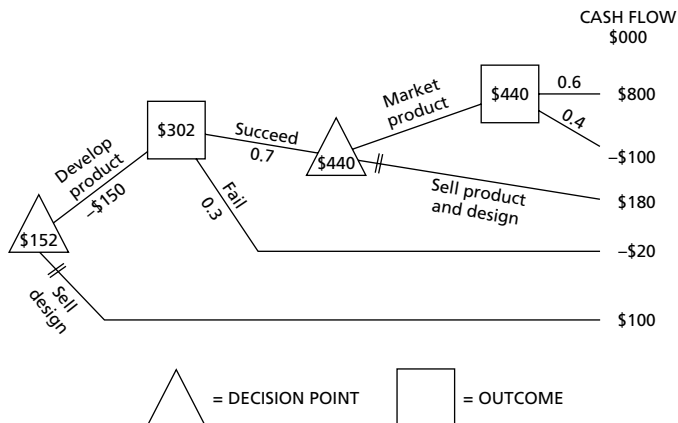 CASH FLOW
$000
Market
product
$440
0.6
$800
0.4
–$100
$302
Succeed
0.7
$440
Develop
product
–$150
Sell product
and design
$180
Fail
0.3
$152
–$20
Sell
design
$100
= DECISION POINT
= OUTCOME